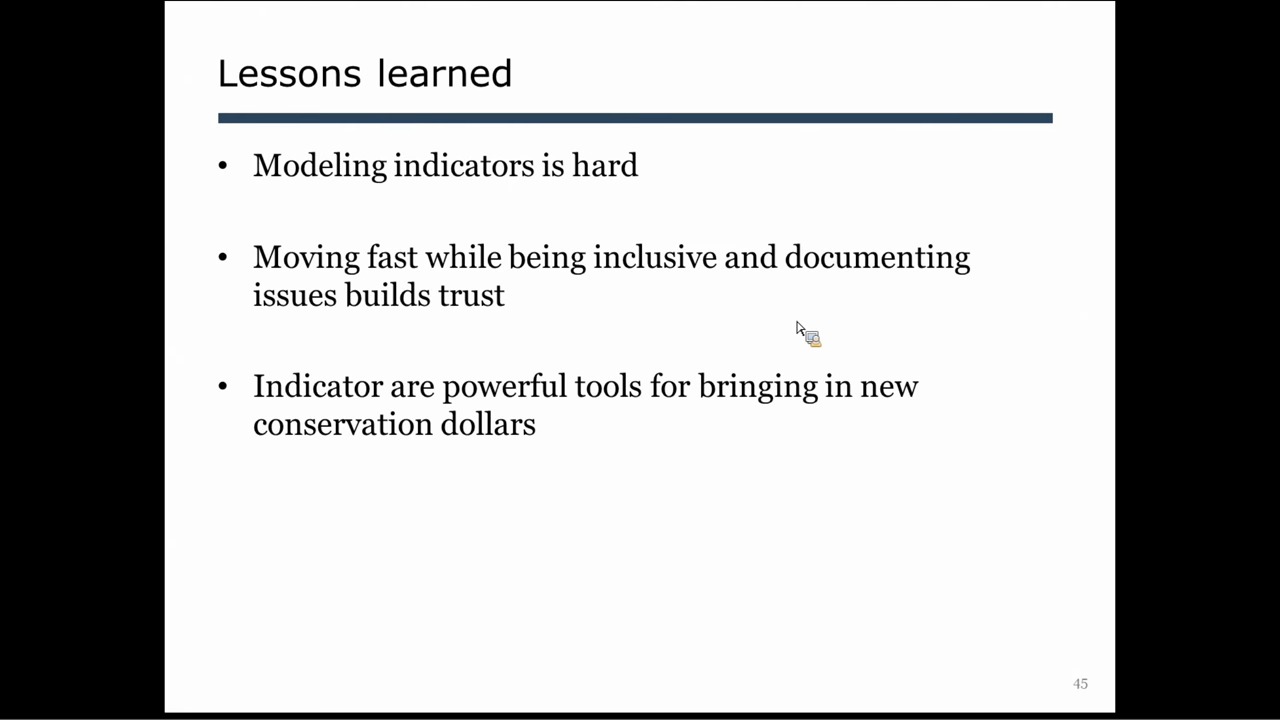 Lessons learned
• Modeling indicators is hard
• Moving fast while being inclusive and documenting
issues builds trust
• Indicator are powerful tools for bringing in new
conservation dollars
45